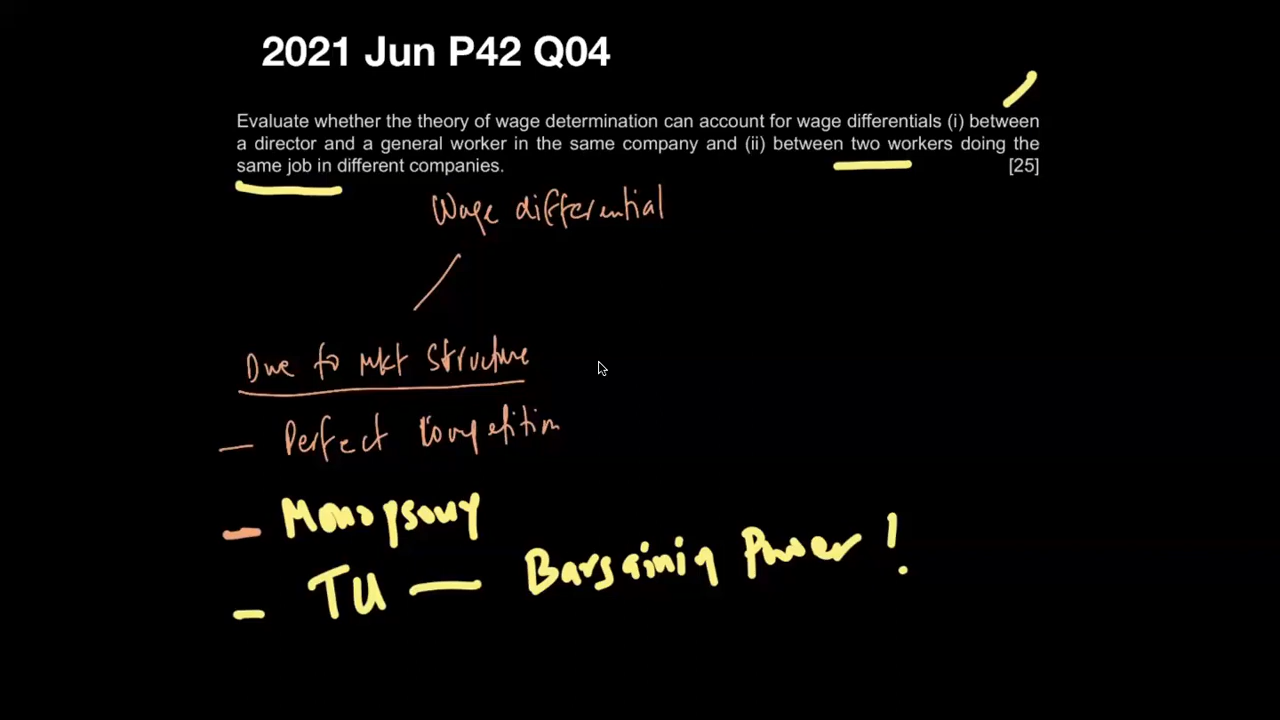 2021 Jun P42 Q04
Evaluate whether the theory of wage determination can account for wage differentials (i) between
a director and a general worker in the same company and (ii) between two workers doing the
same job in different companies. [25]
Wage differential
Due to Mkt Structure
— Perfect Competition
— Monopsony
— TU — Bargaining Power !